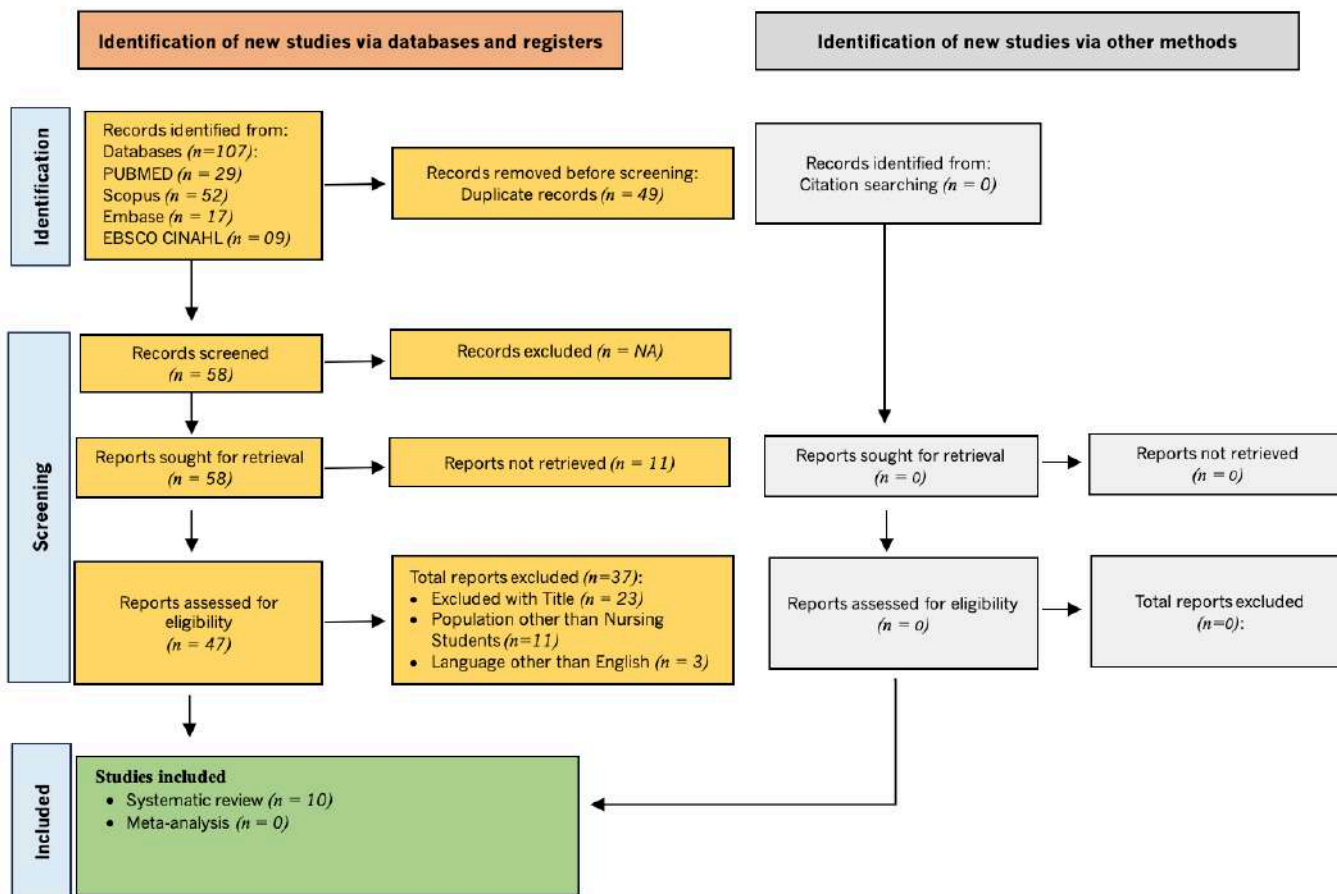 Identification of new studies via databases and registers
Identification of new studies via other methods
Identification
Records identified from:
Databases (n=107):
PUBMED (n = 29)
Scopus (n = 52)
Embase (n = 17)
EBSCO CINAHL (n = 09)
Records removed before screening:
Duplicate records (n = 49)
Records identified from:
Citation searching (n = 0)
Screening
Records screened
(n = 58)
Records excluded (n = NA)
Reports sought for retrieval
(n = 58)
Reports not retrieved (n = 11)
Reports sought for retrieval
(n = 0)
Reports not retrieved
(n = 0)
Reports assessed for
eligibility
(n = 47)
Total reports excluded (n=37):
• Excluded with Title (n = 23)
• Population other than Nursing
Students (n=11)
• Language other than English (n = 3)
Reports assessed for eligibility
(n = 0)
Total reports excluded
(n=0):
Included
Studies included
• Systematic review (n = 10)
• Meta-analysis (n = 0)